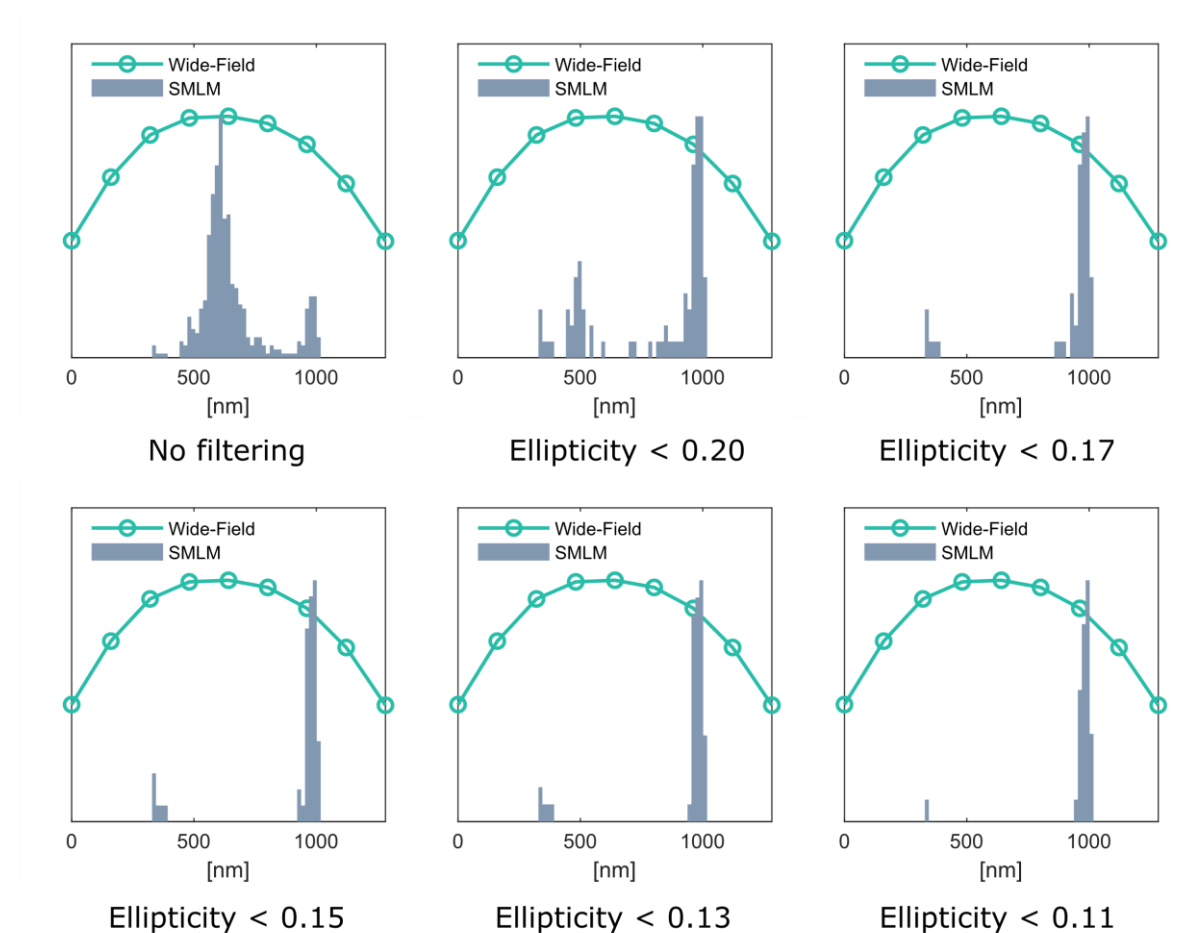 Wide-Field
SMLM
0 500 1000
[nm]
No filtering
Wide-Field
SMLM
0 500 1000
[nm]
Ellipticity < 0.20
Wide-Field
SMLM
0 500 1000
[nm]
Ellipticity < 0.17
Wide-Field
SMLM
0 500 1000
[nm]
Ellipticity < 0.15
Wide-Field
SMLM
0 500 1000
[nm]
Ellipticity < 0.13
Wide-Field
SMLM
0 500 1000
[nm]
Ellipticity < 0.11